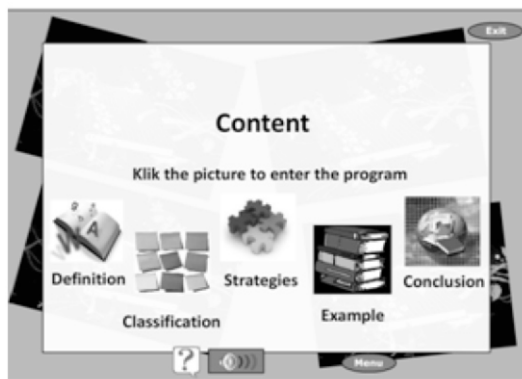 Exit
Content
Klik the picture to enter the program
Definition
Classification
Strategies
Example
Conclusion
?
Menu